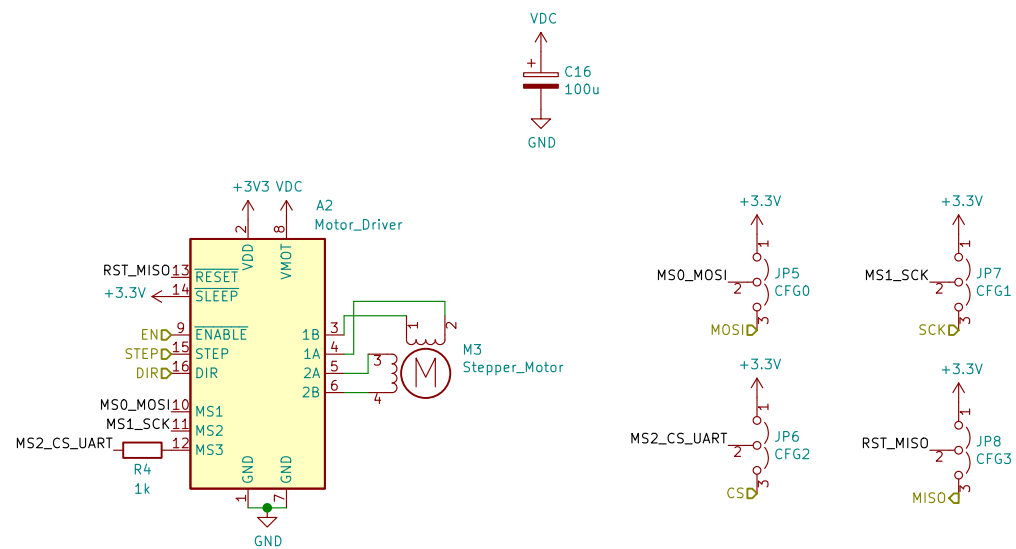 VDC
+
C16
100u
GND
+3V3 VDC
A2
Motor_Driver
2
8
VDD
VMOT
RST_MISO 13 RESET
+3.3V 14 SLEEP
EN 9 ENABLE
STEP 15 STEP
DIR 16 DIR
MS0_MOSI 10 MS1
MS1_SCK 11 MS2
MS2_CS_UART 12 MS3
R4
1k
1B 3
1A 4
2A 5
2B 6
1
2
3
4
M
M3
Stepper_Motor
GND
GND
1
7
GND
+3.3V
1
MS0_MOSI 2
JP5
CFG0
3
MOSI
+3.3V
1
MS1_SCK 2
JP7
CFG1
3
SCK
+3.3V
1
MS2_CS_UART 2
JP6
CFG2
3
CS
+3.3V
1
RST_MISO 2
JP8
CFG3
3
MISO